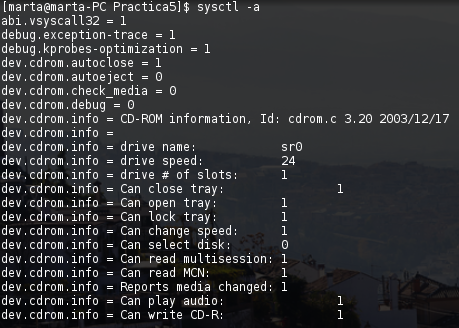 [marta@marta-PC Practica5]$ sysctl -a
abi.vsyscall32 = 1
debug.exception-trace = 1
debug.kprobes-optimization = 1
dev.cdrom.autoclose = 1
dev.cdrom.autoeject = 0
dev.cdrom.check_media = 0
dev.cdrom.debug = 0
dev.cdrom.info = CD-ROM information, Id: cdrom.c 3.20 2003/12/17
dev.cdrom.info =
dev.cdrom.info = drive name:		sr0
dev.cdrom.info = drive speed:		24
dev.cdrom.info = drive # of slots:	1
dev.cdrom.info = Can close tray:		1
dev.cdrom.info = Can open tray:		1
dev.cdrom.info = Can lock tray:		1
dev.cdrom.info = Can change speed:	1
dev.cdrom.info = Can select disk:	0
dev.cdrom.info = Can read multisession:	1
dev.cdrom.info = Can read MCN:		1
dev.cdrom.info = Reports media changed:	1
dev.cdrom.info = Can play audio:		1
dev.cdrom.info = Can write CD-R:		1